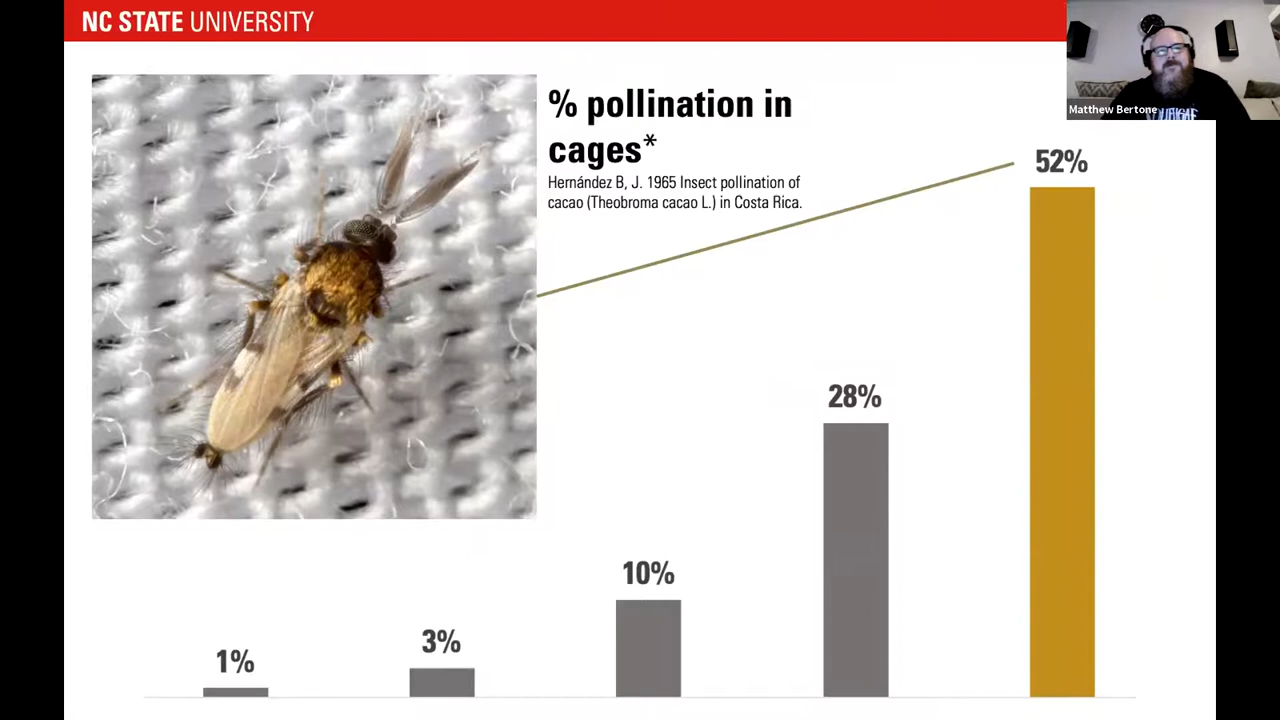 NC STATE UNIVERSITY
Matthew Bertone
% pollination in
cages*
Hernández B, J. 1965 Insect pollination of
cacao (Theobroma cacao L.) in Costa Rica.
52%
28%
10%
3%
1%